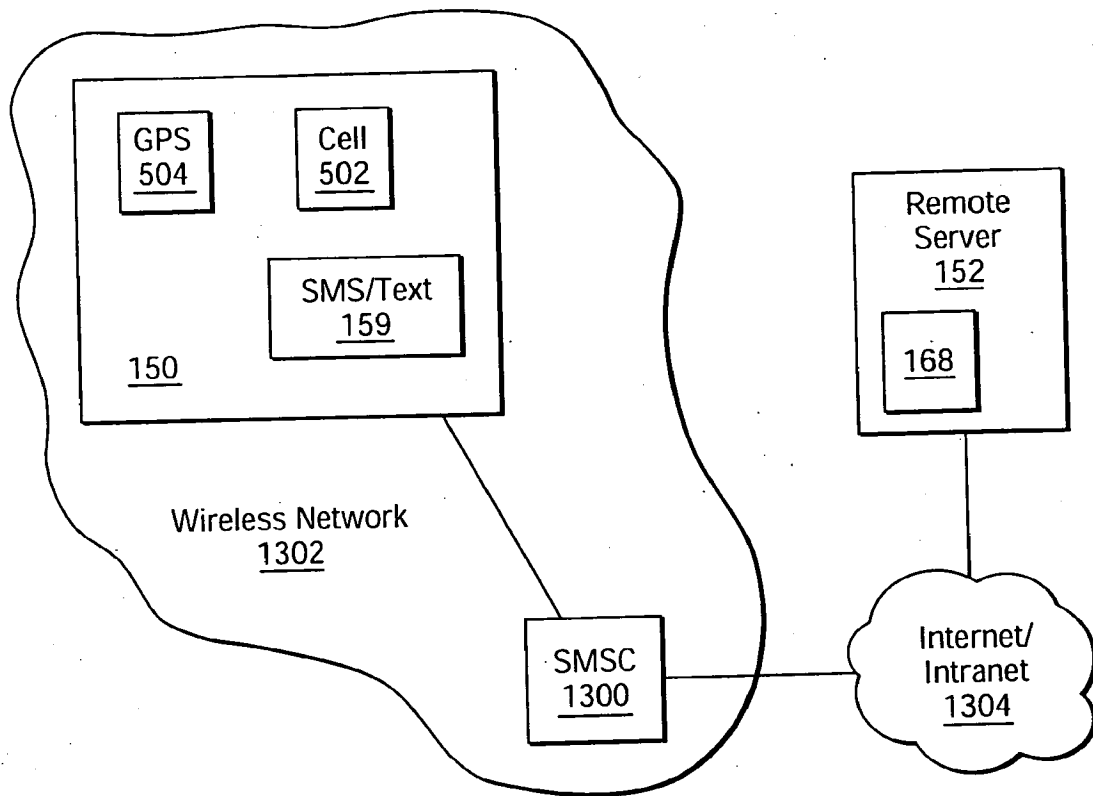 GPS
504
Cell
502
SMS/Text
159
150
Wireless Network
1302
SMSC
1300
Remote
Server
152
168
Internet/
Intranet
1304